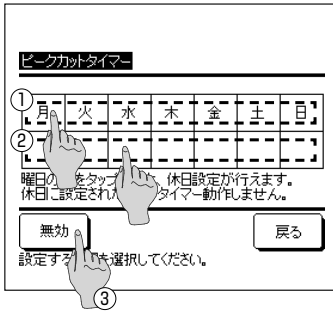 ピークカットタイマー
①
月 火 水 木 金 土 日
②
曜日の をタップ 、休日設定が行えます。
休日に設定され タイマー動作しません。
無効 戻る
設定する を選択してください。
③